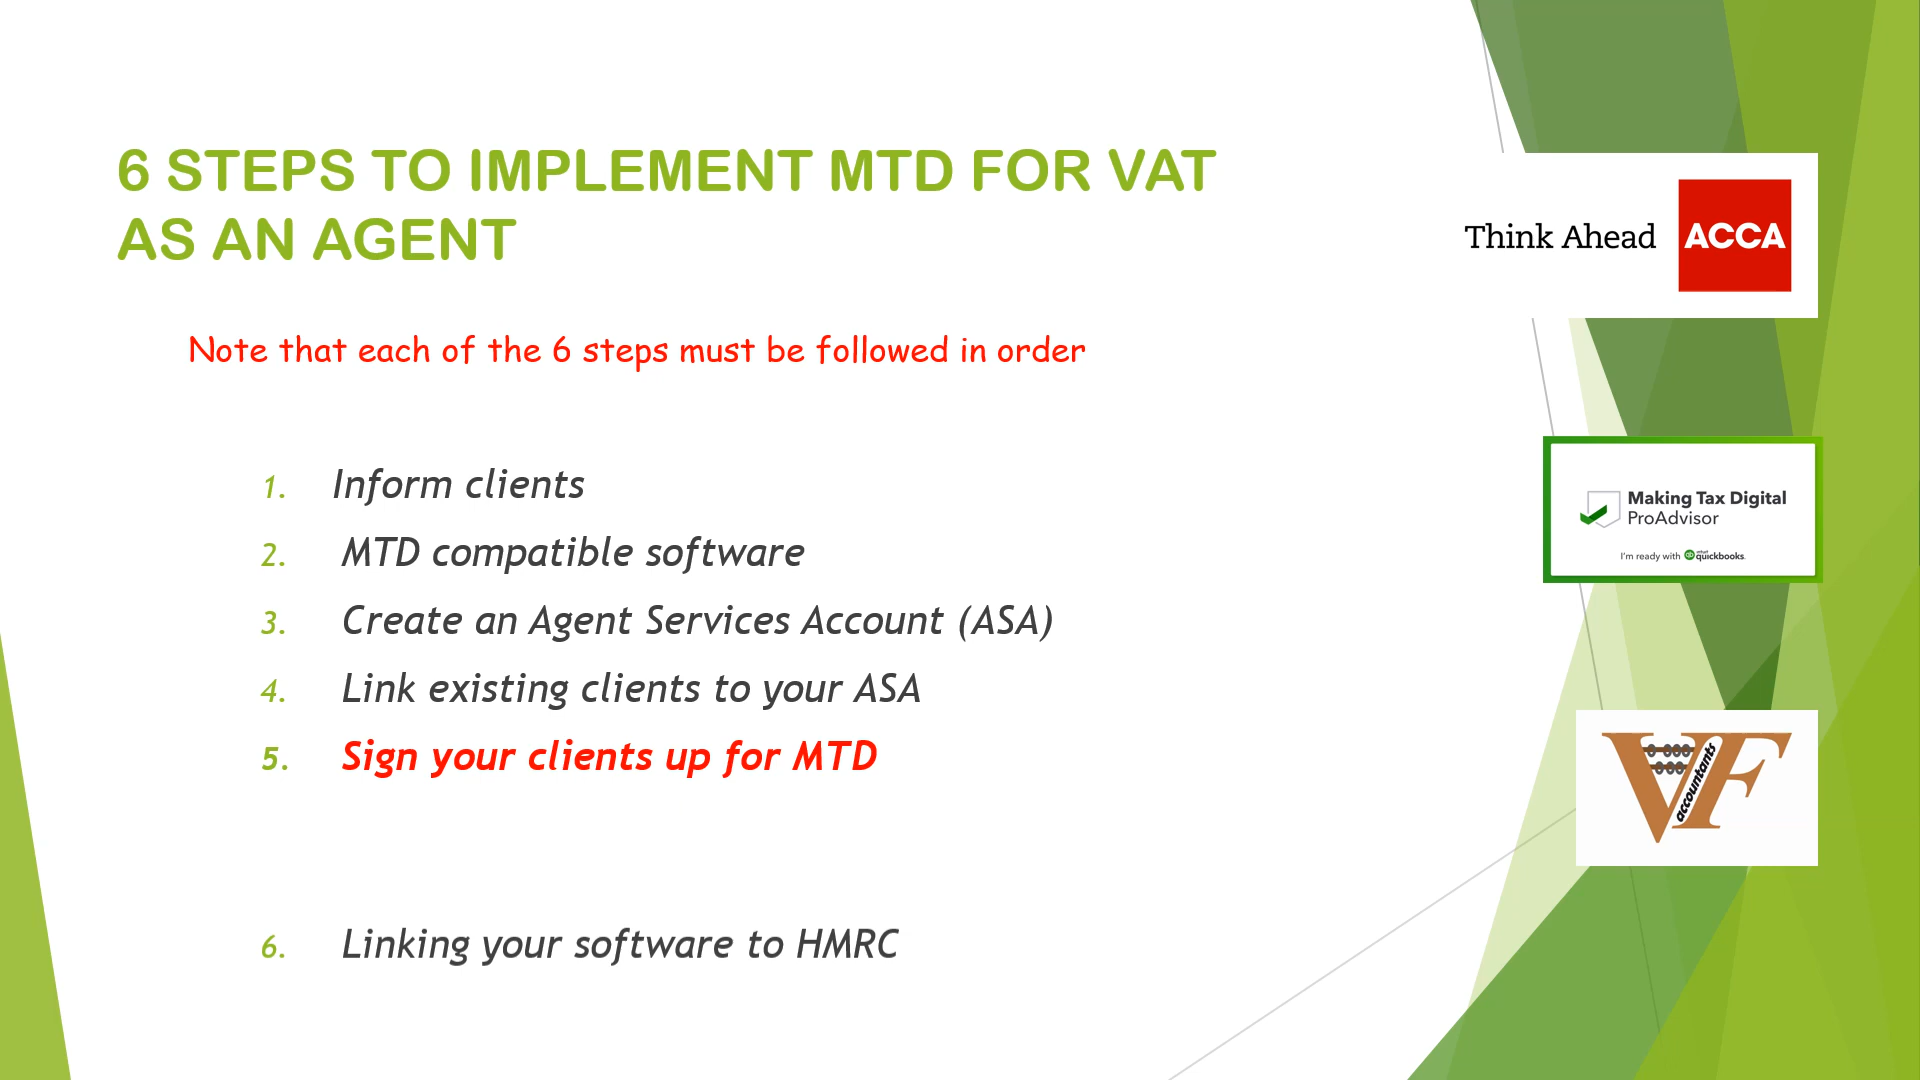 6 STEPS TO IMPLEMENT MTD FOR VAT
AS AN AGENT
Note that each of the 6 steps must be followed in order
1. Inform clients
2. MTD compatible software
3. Create an Agent Services Account (ASA)
4. Link existing clients to your ASA
5. Sign your clients up for MTD
6. Linking your software to HMRC
Think Ahead ACCA
Making Tax Digital
ProAdvisor
I'm ready with qb intuit quickbooks.
VF accountants